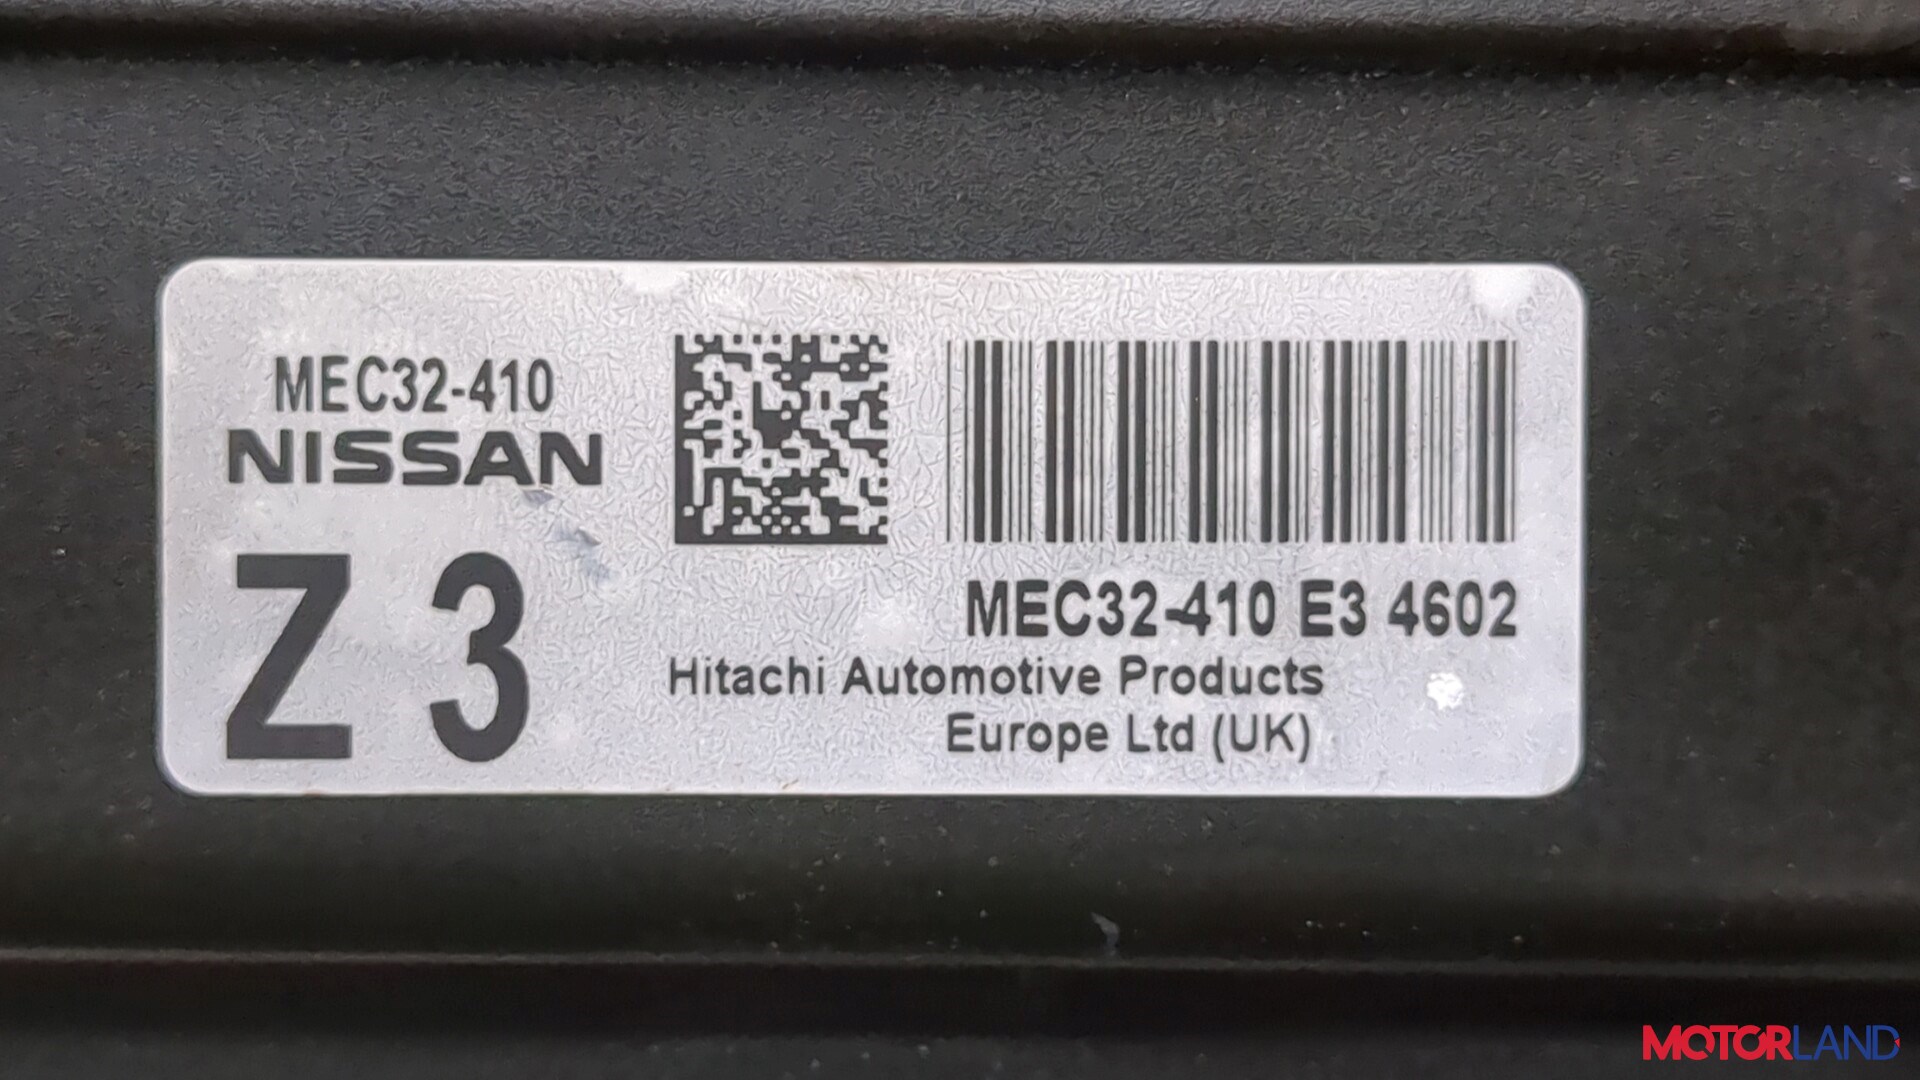 MEC32-410
NISSAN
Z 3
MEC32-410 E3 4602
Hitachi Automotive Products
Europe Ltd (UK)
MOTORLAND